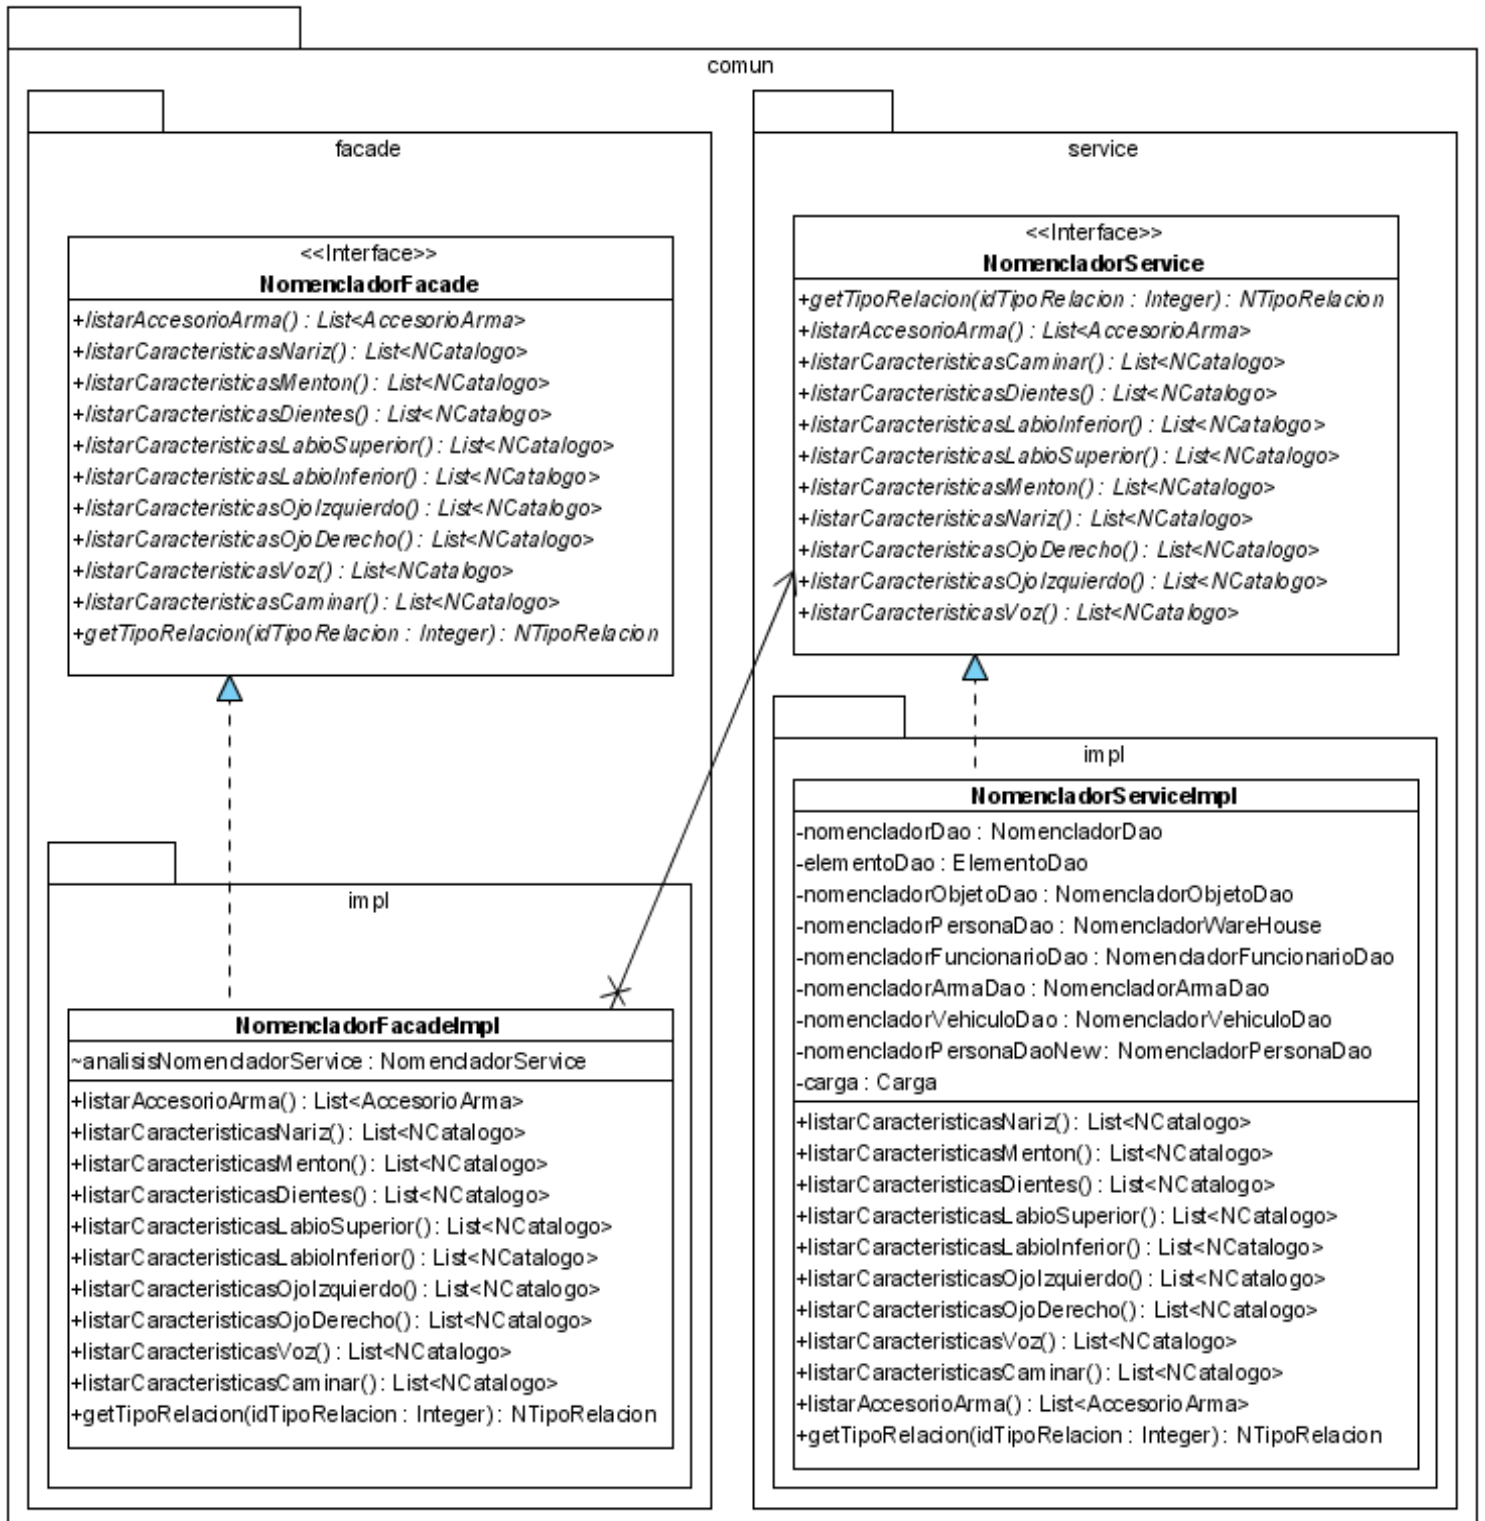 comun
facade
<<Interface>>
NomencladorFacade
+listarAccesorioArma() : List<AccesorioArma>
+listarCaracteristicasNariz() : List<NCatalogo>
+listarCaracteristicasMenton() : List<NCatalogo>
+listarCaracteristicasDientes() : List<NCatalogo>
+listarCaracteristicasLabioSuperior() : List<NCatalogo>
+listarCaracteristicasLabioInferior() : List<NCatalogo>
+listarCaracteristicasOjoIzquierdo() : List<NCatalogo>
+listarCaracteristicasOjoDerecho() : List<NCatalogo>
+listarCaracteristicasVoz() : List<NCatalogo>
+listarCaracteristicasCaminar() : List<NCatalogo>
+getTipoRelacion(idTipoRelacion : Integer) : NTipoRelacion
impl
NomencladorFacadeImpl
~analisisNomencladorService : NomencladorService
+listarAccesorioArma() : List<AccesorioArma>
+listarCaracteristicasNariz() : List<NCatalogo>
+listarCaracteristicasMenton() : List<NCatalogo>
+listarCaracteristicasDientes() : List<NCatalogo>
+listarCaracteristicasLabioSuperior() : List<NCatalogo>
+listarCaracteristicasLabioInferior() : List<NCatalogo>
+listarCaracteristicasOjoIzquierdo() : List<NCatalogo>
+listarCaracteristicasOjoDerecho() : List<NCatalogo>
+listarCaracteristicasVoz() : List<NCatalogo>
+listarCaracteristicasCaminar() : List<NCatalogo>
+getTipoRelacion(idTipoRelacion : Integer) : NTipoRelacion
service
<<Interface>>
NomencladorService
+getTipoRelacion(idTipoRelacion : Integer) : NTipoRelacion
+listarAccesorioArma() : List<AccesorioArma>
+listarCaracteristicasCaminar() : List<NCatalogo>
+listarCaracteristicasDientes() : List<NCatalogo>
+listarCaracteristicasLabioInferior() : List<NCatalogo>
+listarCaracteristicasLabioSuperior() : List<NCatalogo>
+listarCaracteristicasMenton() : List<NCatalogo>
+listarCaracteristicasNariz() : List<NCatalogo>
+listarCaracteristicasOjoDerecho() : List<NCatalogo>
+listarCaracteristicasOjoIzquierdo() : List<NCatalogo>
+listarCaracteristicasVoz() : List<NCatalogo>
impl
NomencladorServiceImpl
-nomencladorDao : NomencladorDao
-elementoDao : ElementoDao
-nomencladorObjetoDao : NomencladorObjetoDao
-nomencladorPersonaDao : NomencladorWareHouse
-nomencladorFuncionarioDao : NomencladorFuncionarioDao
-nomencladorArmaDao : NomencladorArmaDao
-nomencladorVehiculoDao : NomencladorVehiculoDao
-nomencladorPersonaDaoNew : NomencladorPersonaDao
-carga : Carga
+listarCaracteristicasNariz() : List<NCatalogo>
+listarCaracteristicasMenton() : List<NCatalogo>
+listarCaracteristicasDientes() : List<NCatalogo>
+listarCaracteristicasLabioSuperior() : List<NCatalogo>
+listarCaracteristicasLabioInferior() : List<NCatalogo>
+listarCaracteristicasOjoIzquierdo() : List<NCatalogo>
+listarCaracteristicasOjoDerecho() : List<NCatalogo>
+listarCaracteristicasVoz() : List<NCatalogo>
+listarCaracteristicasCaminar() : List<NCatalogo>
+listarAccesorioArma() : List<AccesorioArma>
+getTipoRelacion(idTipoRelacion : Integer) : NTipoRelacion